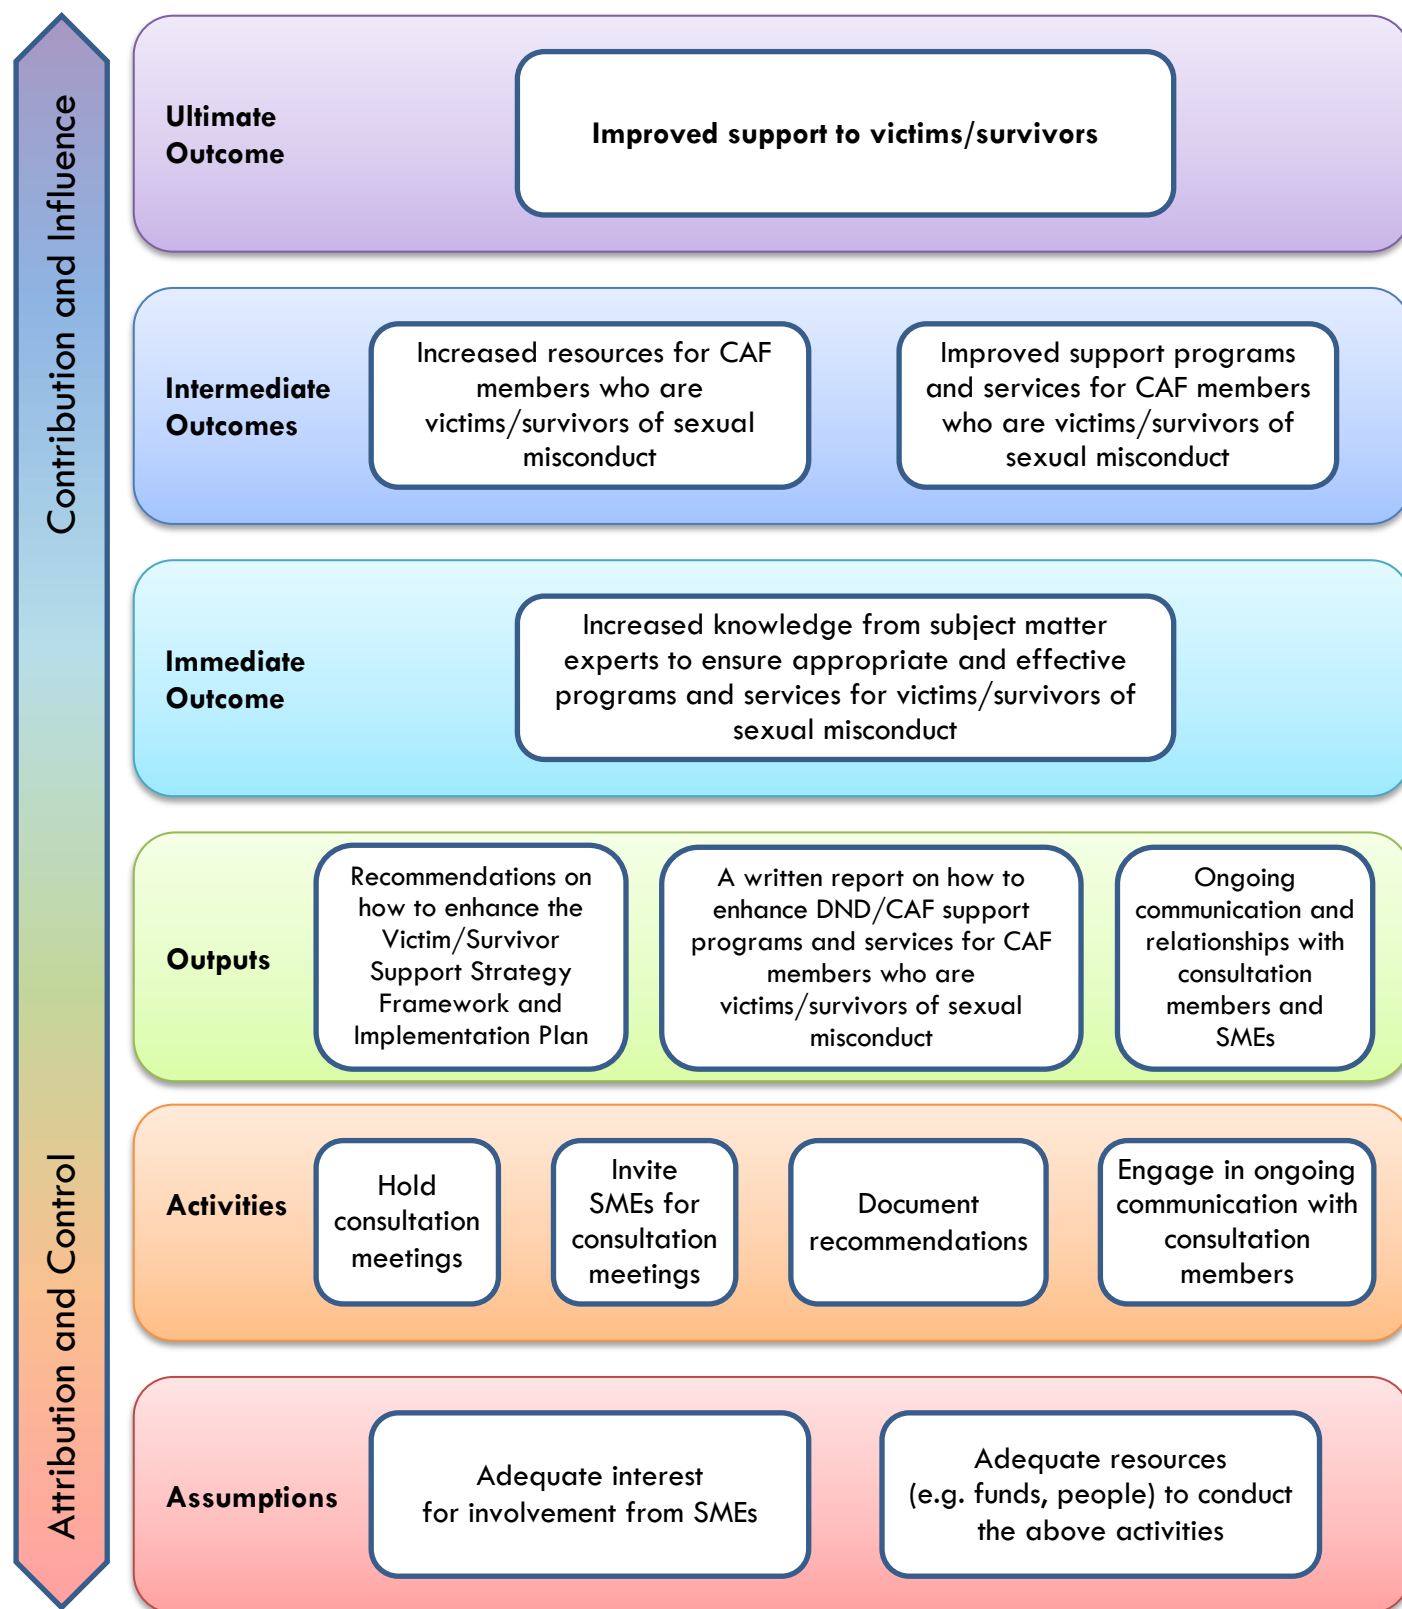 Contribution and Influence
Attribution and Control
Ultimate
Outcome
Improved support to victims/survivors
Intermediate
Outcomes
Increased resources for CAF
members who are
victims/survivors of sexual
misconduct
Improved support programs
and services for CAF members
who are victims/survivors of
sexual misconduct
Immediate
Outcome
Increased knowledge from subject matter
experts to ensure appropriate and effective
programs and services for victims/survivors of
sexual misconduct
Outputs
Recommendations on
how to enhance the
Victim/Survivor
Support Strategy
Framework and
Implementation Plan
A written report on how to
enhance DND/CAF support
programs and services for CAF
members who are
victims/survivors of sexual
misconduct
Ongoing
communication and
relationships with
consultation
members and
SMEs
Activities
Hold
consultation
meetings
Invite
SMEs for
consultation
meetings
Document
recommendations
Engage in ongoing
communication with
consultation
members
Assumptions
Adequate interest
for involvement from SMEs
Adequate resources
(e.g. funds, people) to conduct
the above activities